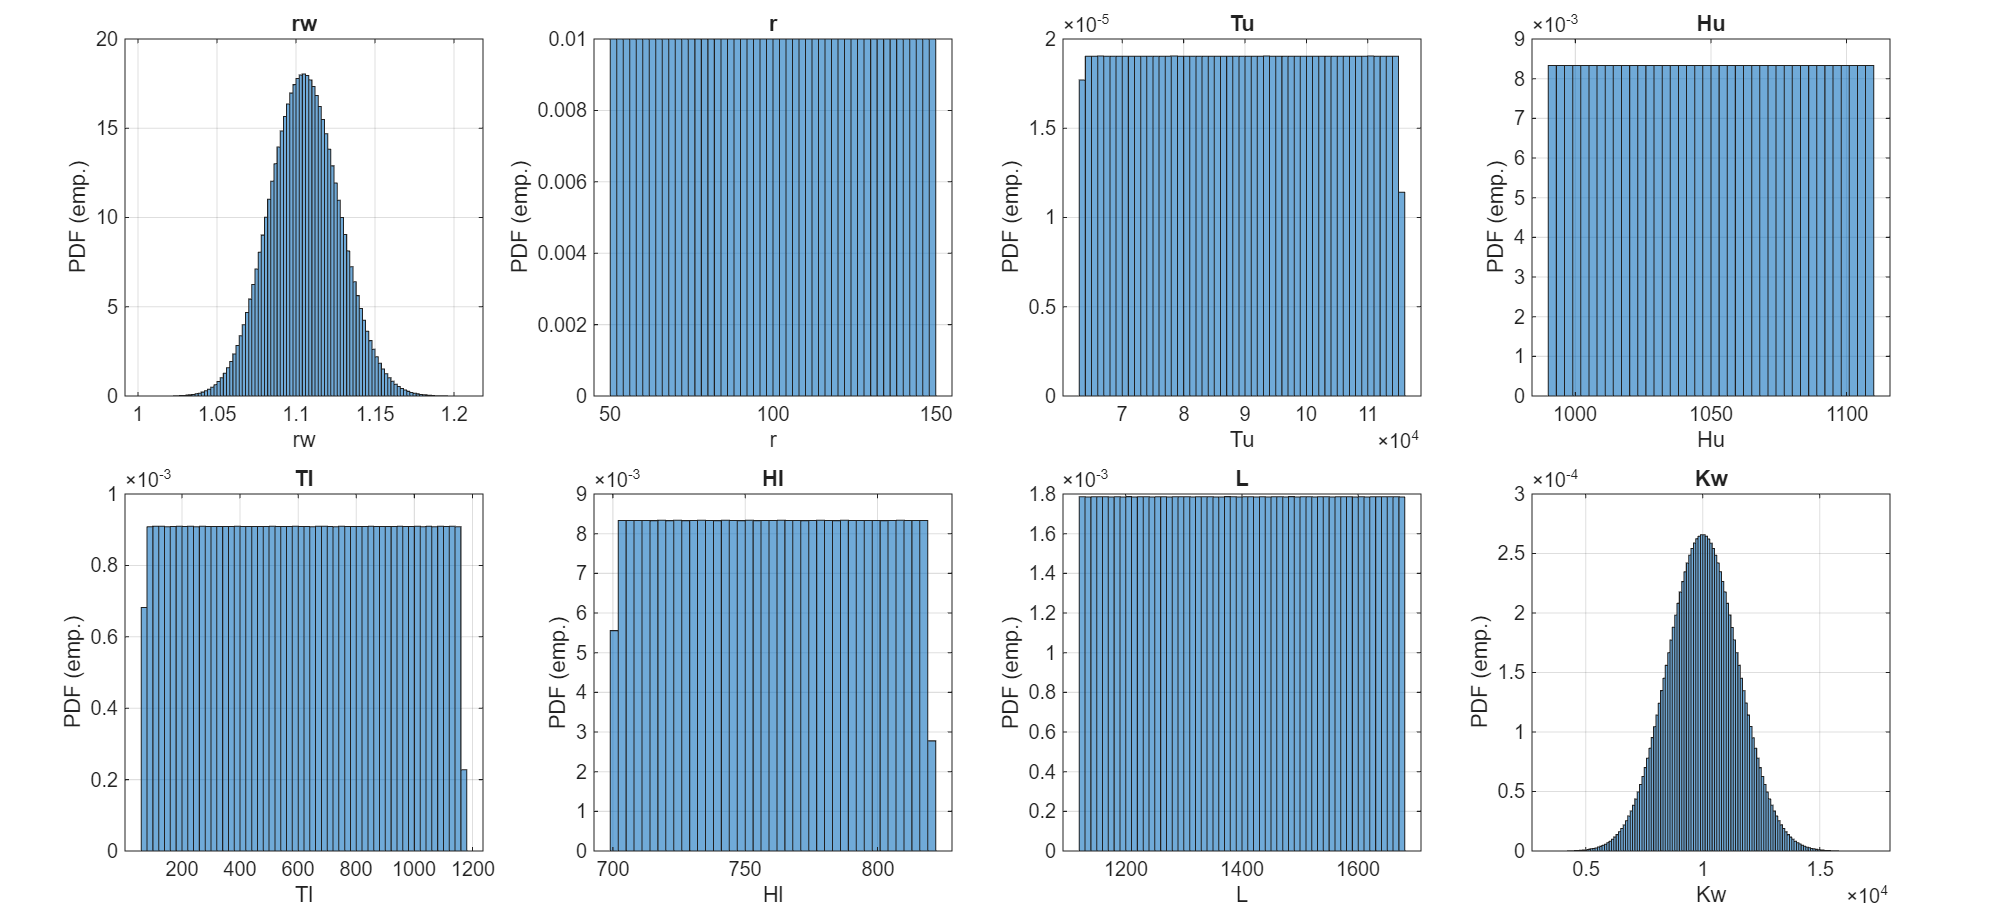 rw
20
15
10
5
0
PDF (emp.)
1 1.05 1.1 1.15 1.2
rw
r
0.01
0.008
0.006
0.004
0.002
0
PDF (emp.)
50 100 150
r
×10-5
Tu
2
1.5
1
0.5
0
PDF (emp.)
7 8 9 10 11
×104
Tu
×10-3
Hu
9
8
7
6
5
4
3
2
1
0
PDF (emp.)
1000 1050 1100
Hu
×10-3
Tl
1
0.8
0.6
0.4
0.2
0
PDF (emp.)
200 400 600 800 1000 1200
Tl
×10-3
Hl
9
8
7
6
5
4
3
2
1
0
PDF (emp.)
700 750 800
Hl
×10-3
L
1.8
1.6
1.4
1.2
1
0.8
0.6
0.4
0.2
0
PDF (emp.)
1200 1400 1600
L
×10-4
Kw
3
2.5
2
1.5
1
0.5
0
PDF (emp.)
0.5 1 1.5
×104
Kw